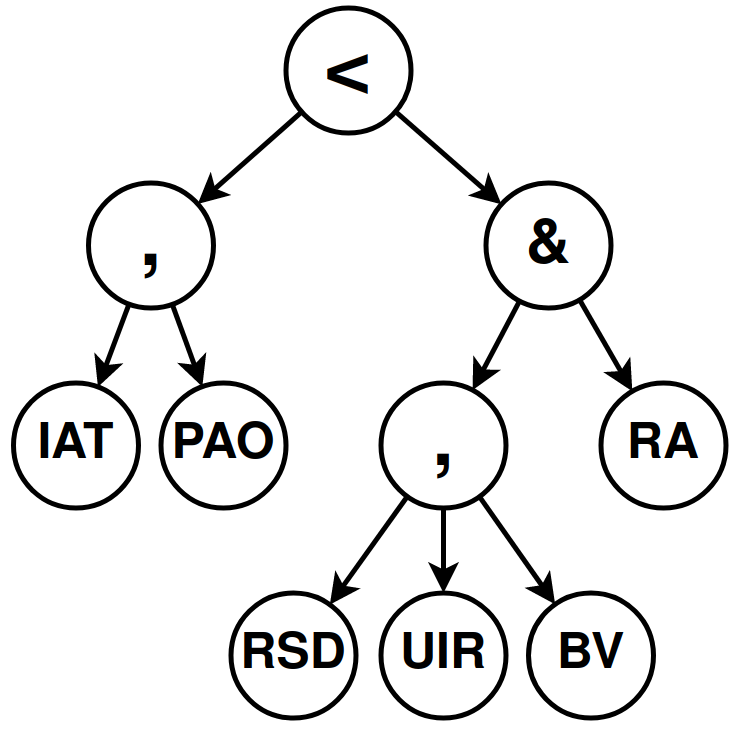 <
, &
IAT PAO , RA
RSD UIR BV